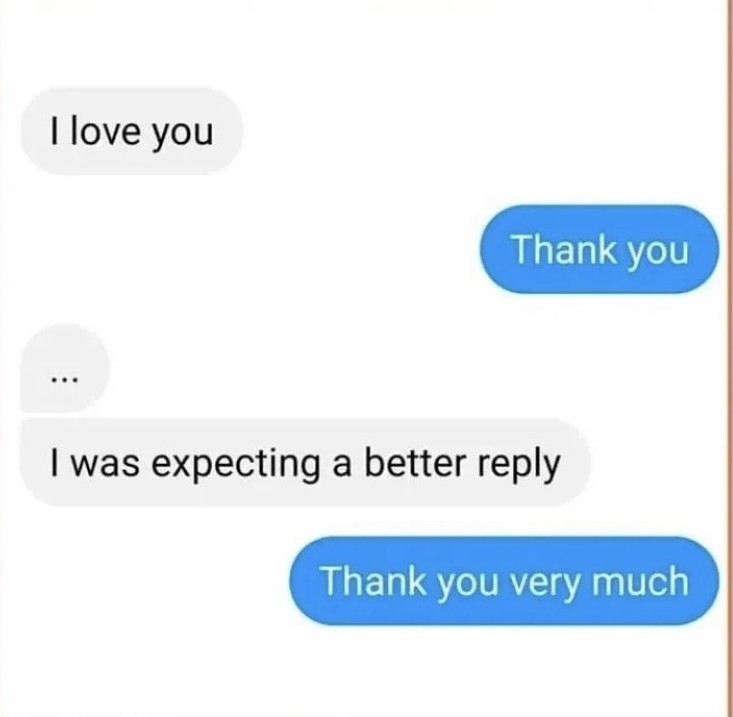 I love you
Thank you
...
I was expecting a better reply
Thank you very much